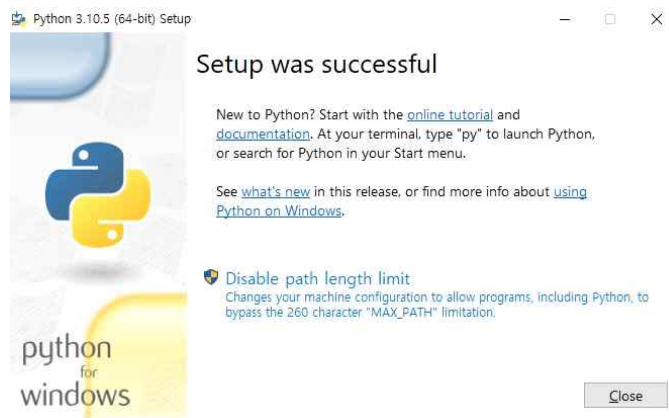 Python 3.10.5 (64-bit) Setup
Setup was successful
New to Python? Start with the online tutorial and
documentation. At your terminal, type "py" to launch Python,
or search for Python in your Start menu.
See what's new in this release, or find more info about using
Python on Windows.
Disable path length limit
Changes your machine configuration to allow programs, including Python, to
bypass the 260 character "MAX_PATH" limitation.
python
for
windows
Close